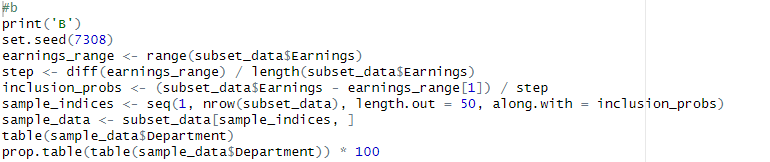 #b
print('B')
set.seed(7308)
earnings_range <- range(subset_data$Earnings)
step <- diff(earnings_range) / length(subset_data$Earnings)
inclusion_probs <- (subset_data$Earnings - earnings_range[1]) / step
sample_indices <- seq(1, nrow(subset_data), length.out = 50, along.with = inclusion_probs)
sample_data <- subset_data[sample_indices, ]
table(sample_data$Department)
prop.table(table(sample_data$Department)) * 100